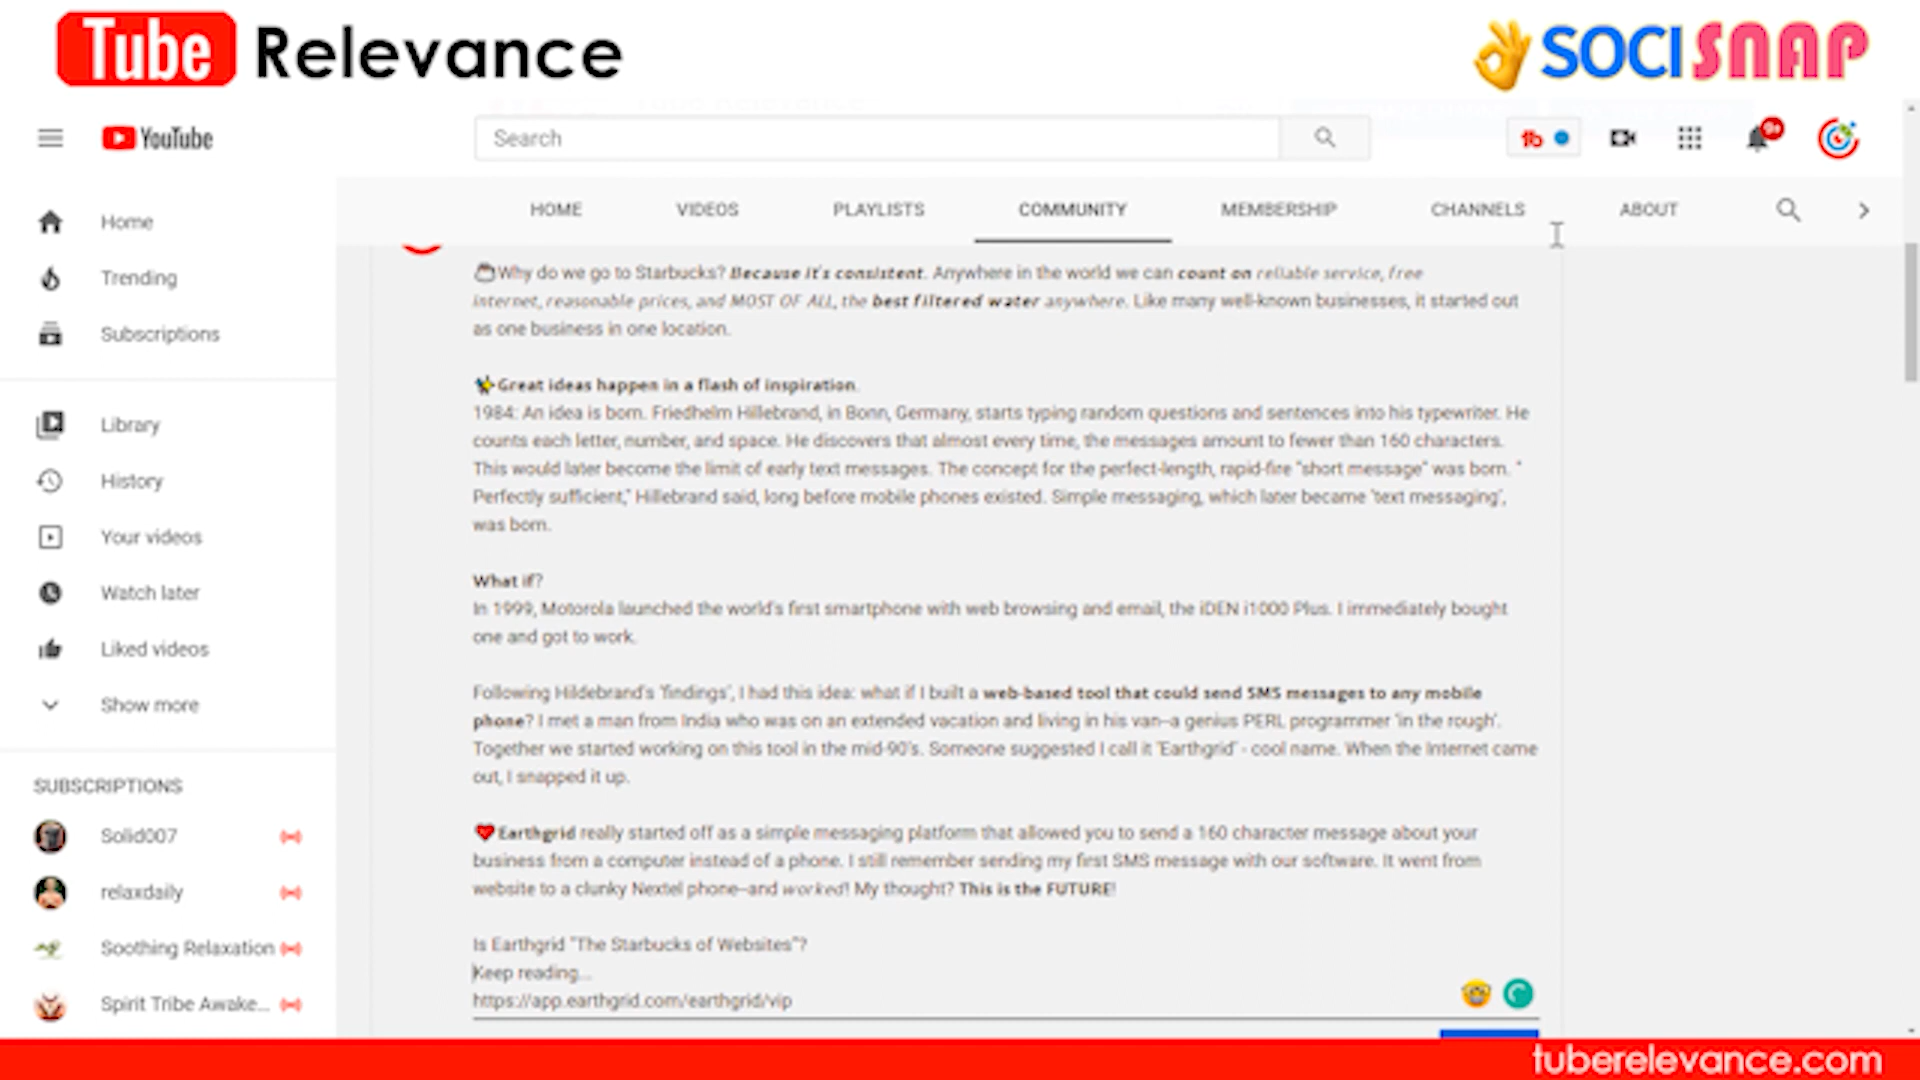 Tube Relevance
SOCISNAP
YouTube
Search
9+
HOME VIDEOS PLAYLISTS COMMUNITY MEMBERSHIP CHANNELS ABOUT
Home
Trending
Subscriptions
Library
History
Your videos
Watch later
Liked videos
Show more
SUBSCRIPTIONS
Solid007
relaxdaily
Soothing Relaxation
Spirit Tribe Awake...
Why do we go to Starbucks? Because it's consistent. Anywhere in the world we can count on reliable service, free
internet, reasonable prices, and MOST OF ALL, the best filtered water anywhere. Like many well-known businesses, it started out
as one business in one location.
Great ideas happen in a flash of inspiration.
1984: An idea is born. Friedhelm Hillebrand, in Bonn, Germany, starts typing random questions and sentences into his typewriter. He
counts each letter, number, and space. He discovers that almost every time, the messages amount to fewer than 160 characters.
This would later become the limit of early text messages. The concept for the perfect-length, rapid-fire "short message" was born. "
Perfectly sufficient," Hillebrand said, long before mobile phones existed. Simple messaging, which later became 'text messaging',
was born.
What if?
In 1999, Motorola launched the world's first smartphone with web browsing and email, the iDEN i1000 Plus. I immediately bought
one and got to work.
Following Hildebrand's 'findings', I had this idea: what if I built a web-based tool that could send SMS messages to any mobile
phone? I met a man from India who was on an extended vacation and living in his van--a genius PERL programmer 'in the rough'.
Together we started working on this tool in the mid-90's. Someone suggested I call it 'Earthgrid' - cool name. When the Internet came
out, I snapped it up.
Earthgrid really started off as a simple messaging platform that allowed you to send a 160 character message about your
business from a computer instead of a phone. I still remember sending my first SMS message with our software. It went from
website to a clunky Nextel phone--and worked! My thought? This is the FUTURE!
Is Earthgrid "The Starbucks of Websites"?
Keep reading...
https://app.earthgrid.com/earthgrid/vip
tuberelevance.com